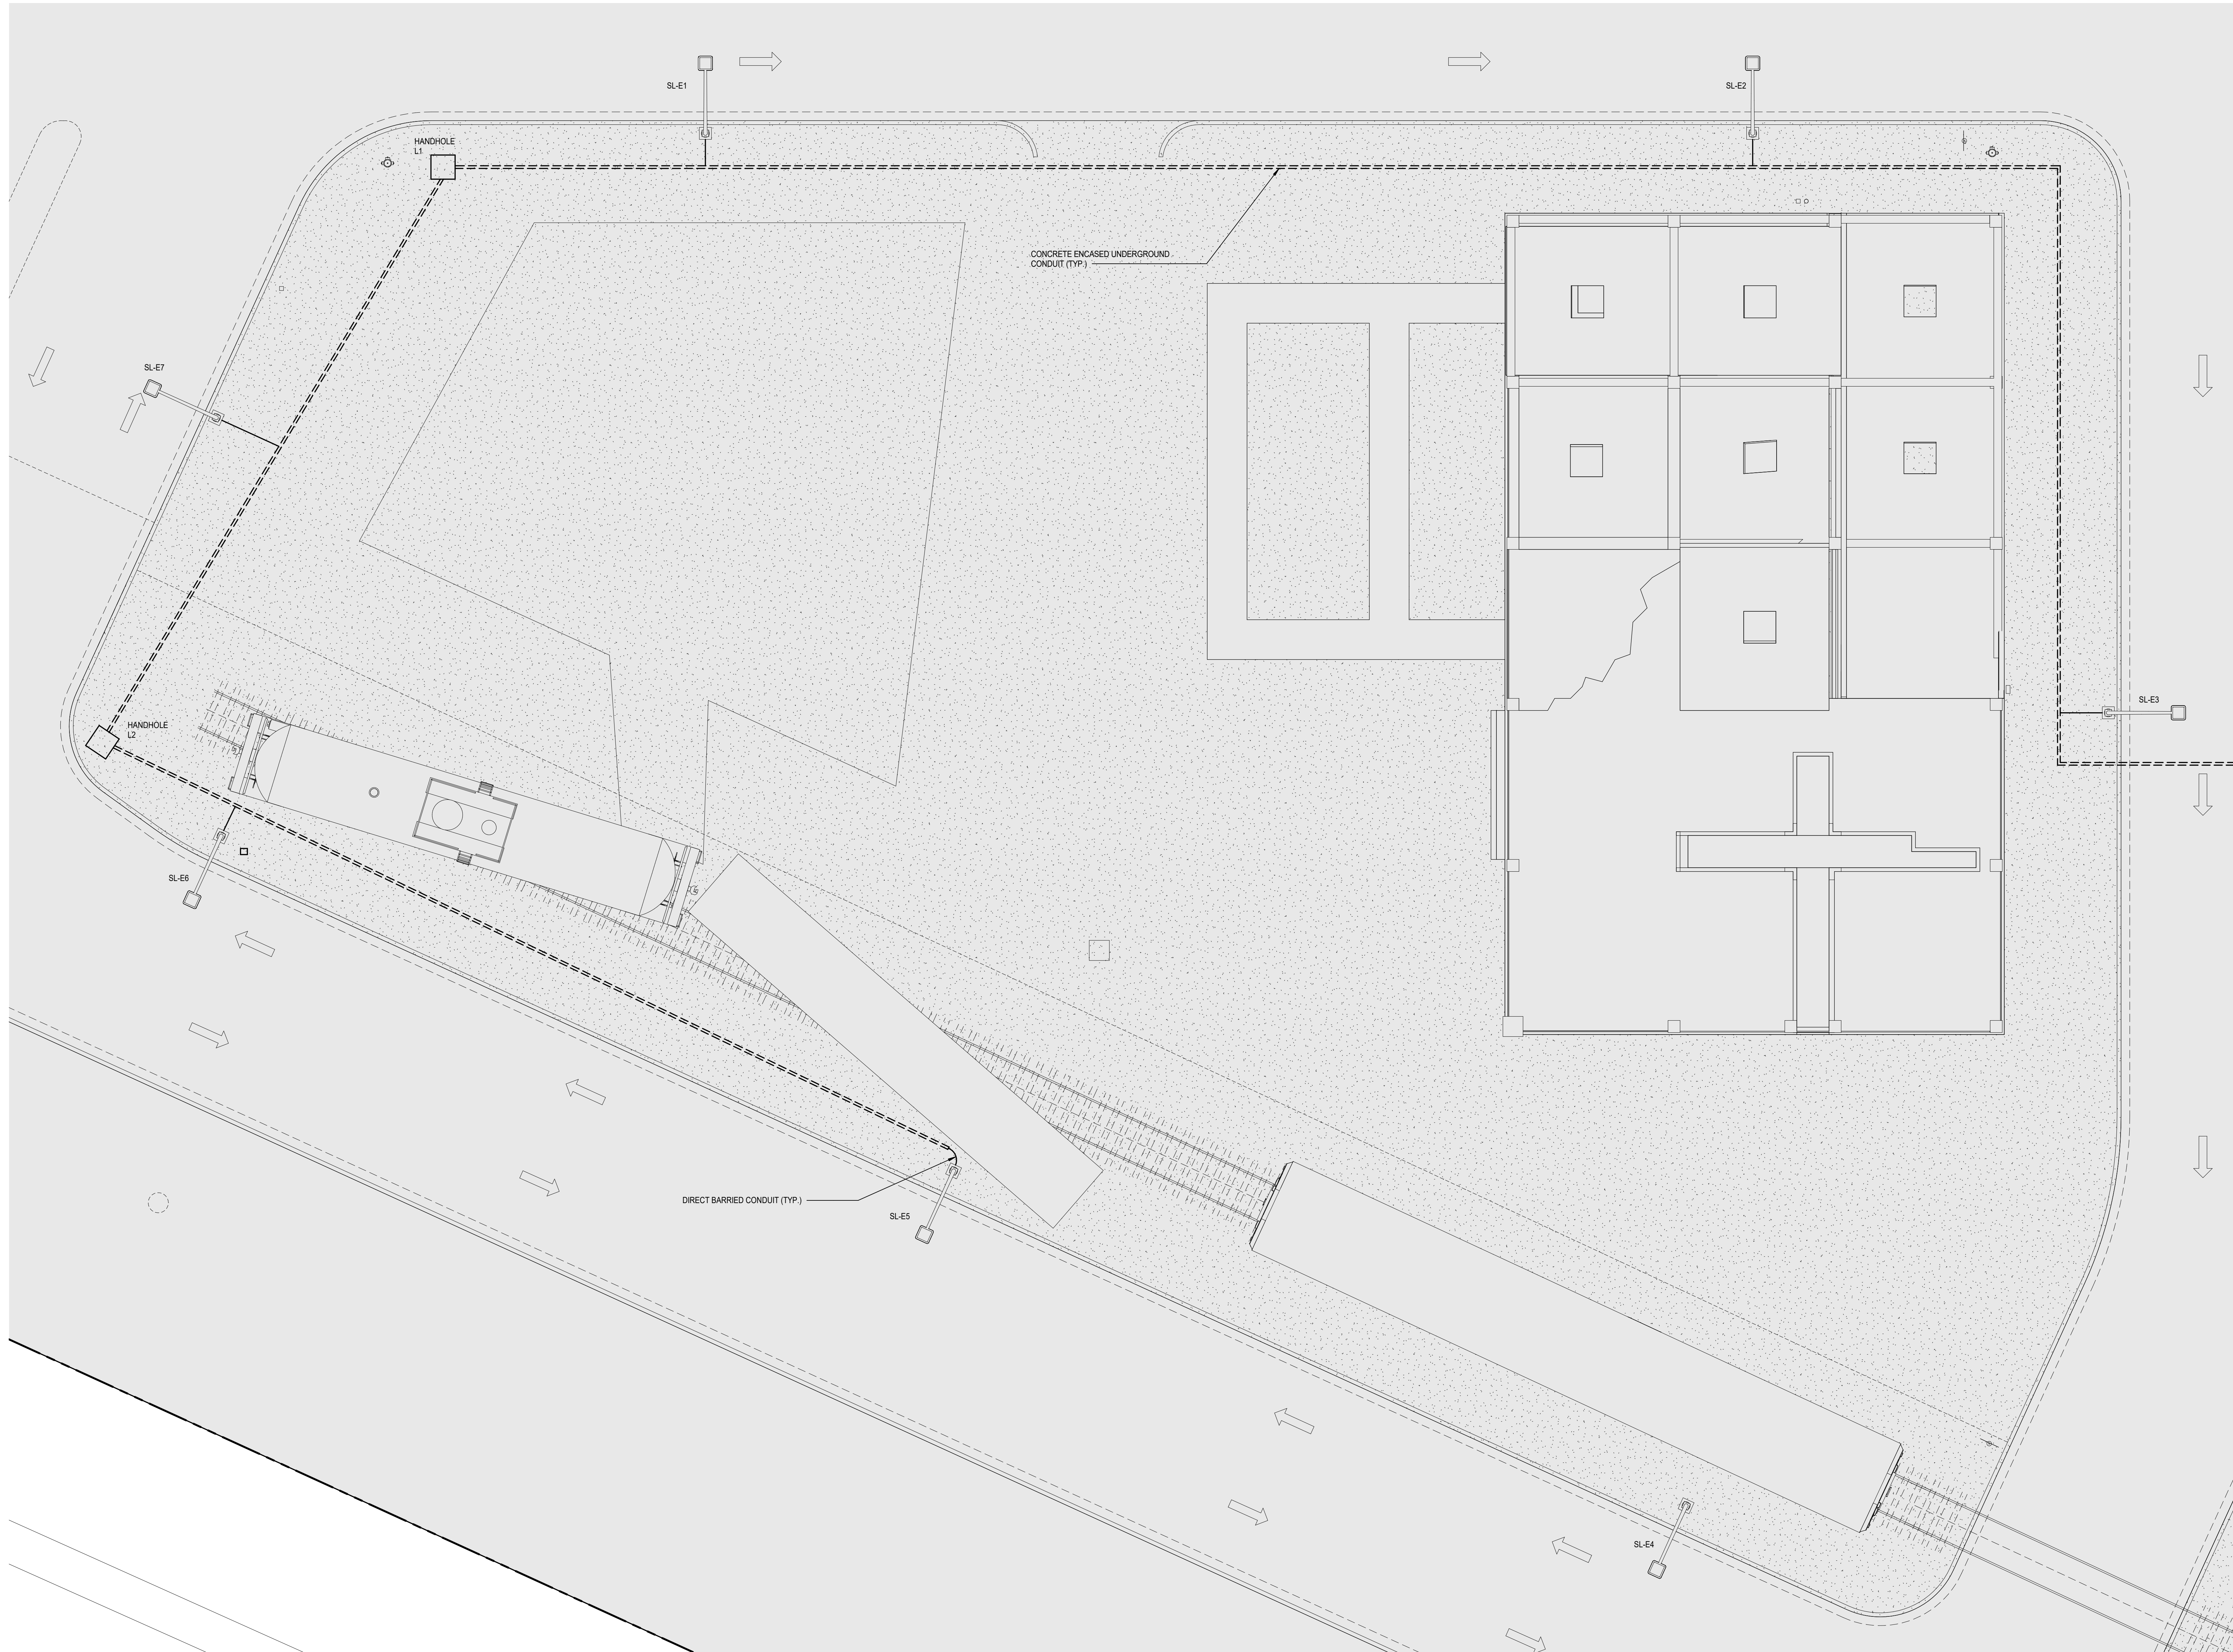 SL-E1
SL-E2
HANDHOLE
L1
CONCRETE ENCASED UNDERGROUND
CONDUIT (TYP.)
SL-E7
SL-E3
HANDHOLE
L2
SL-E6
DIRECT BARRIED CONDUIT (TYP.)
SL-E5
SL-E4